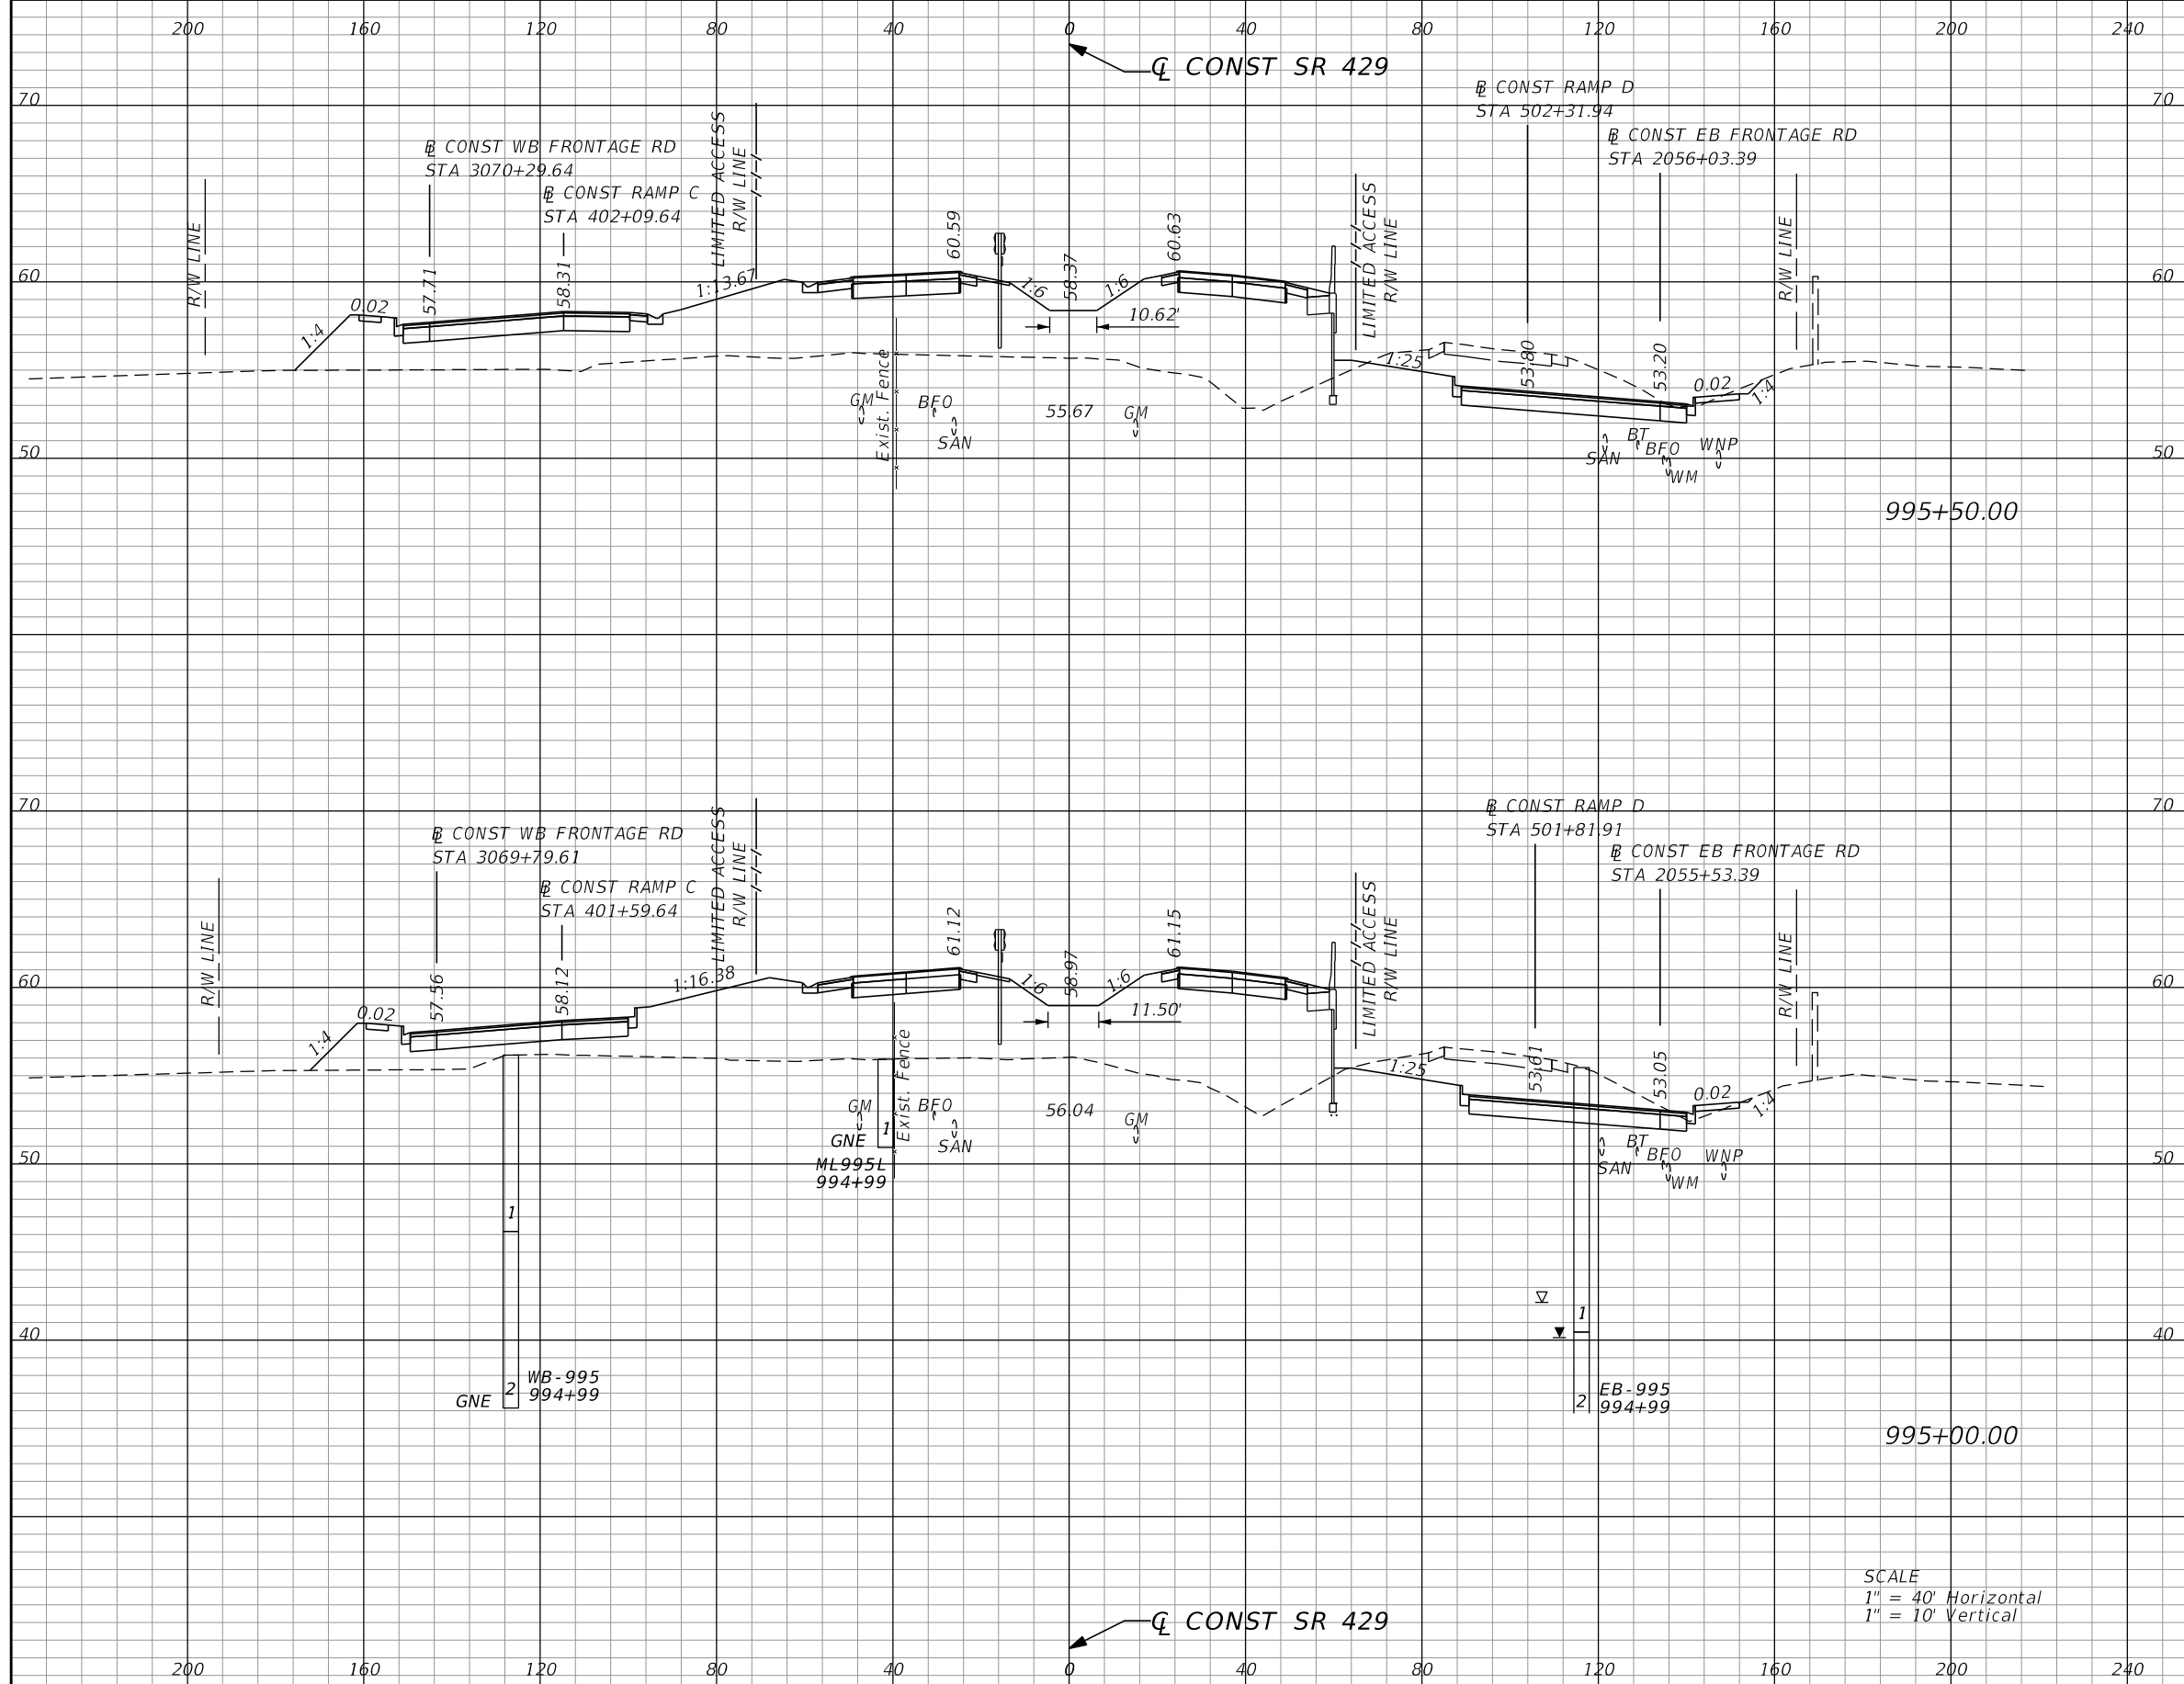 200 160 120 80 40 0 40 80 120 160 200 240
CL CONST SR 429
70 70
BL CONST RAMP D
STA 502+31.94
BL CONST EB FRONTAGE RD
STA 2056+03.39
BL CONST WB FRONTAGE RD
STA 3070+29.64
BL CONST RAMP C
STA 402+09.64
LIMITED ACCESS
R/W LINE
R/W LINE
60.59
60.63
58.37
LIMITED ACCESS
R/W LINE
R/W LINE
60 60
1:4
0.02
57.71
58.31
1:13.67
1:6
1:6
10.62'
1:25
53.80
53.20
0.02
1:4
GM
Exist. Fence
BFO
SAN
55.67
GM
SAN
BT
BFO
WM
WNP
50 50
995+50.00
70 70
BL CONST RAMP D
STA 501+81.91
BL CONST EB FRONTAGE RD
STA 2055+53.39
BL CONST WB FRONTAGE RD
STA 3069+79.61
BL CONST RAMP C
STA 401+59.64
LIMITED ACCESS
R/W LINE
R/W LINE
61.12
61.15
58.97
LIMITED ACCESS
R/W LINE
R/W LINE
60 60
1:4
0.02
57.56
58.12
1:16.38
1:6
1:6
11.50'
1:25
53.61
53.05
0.02
1:4
GM
GNE
1
Exist. Fence
BFO
SAN
56.04
GM
BT
SAN
BFO
WM
WNP
50 50
ML995L
994+99
1
1
40 40
2
GNE
WB-995
994+99
2
EB-995
994+99
995+00.00
SCALE
1" = 40' Horizontal
1" = 10' Vertical
CL CONST SR 429
200 160 120 80 40 0 40 80 120 160 200 240